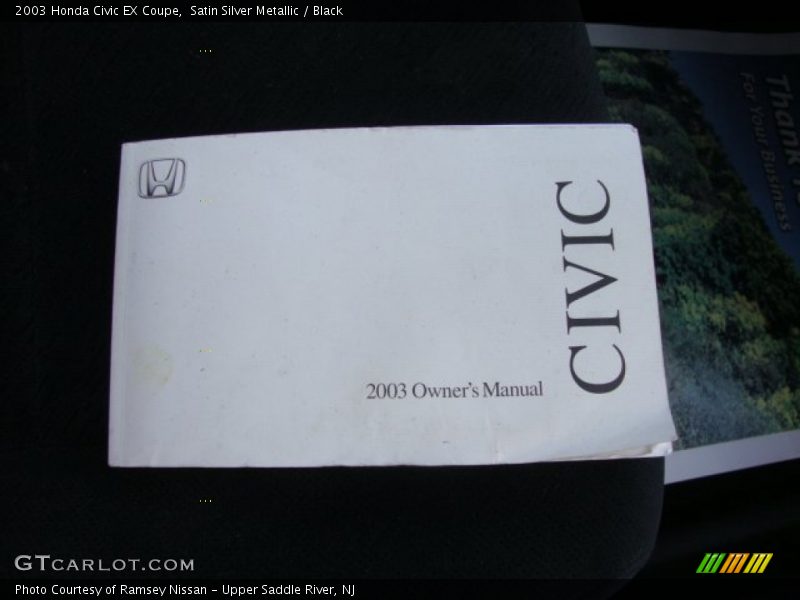 2003 Honda Civic EX Coupe,  Satin Silver Metallic / Black
Thank
For Your Business
CIVIC
2003 Owner's Manual
GTCARLOT.COM
Photo Courtesy of Ramsey Nissan - Upper Saddle River, NJ